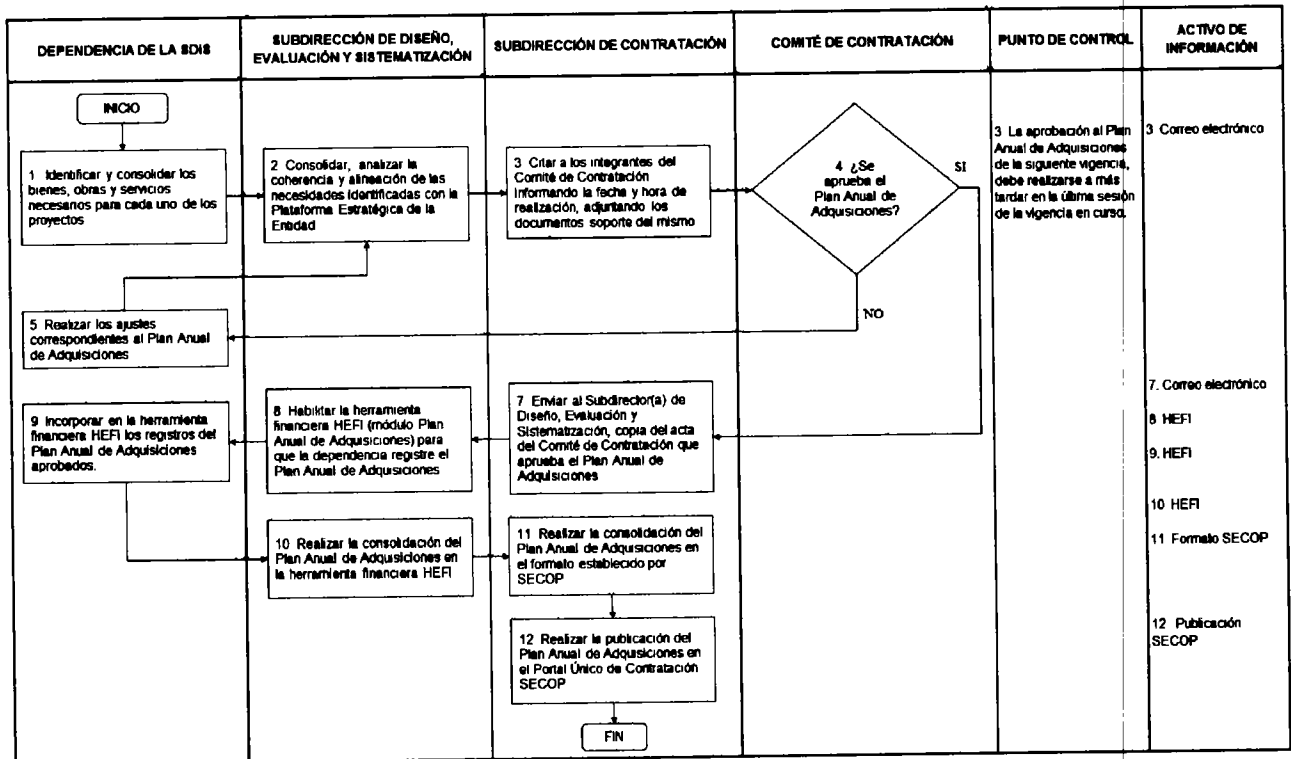 DEPENDENCIA DE LA SDIS
SUBDIRECCIÓN DE DISEÑO,
EVALUACIÓN Y SISTEMATIZACIÓN
SUBDIRECCIÓN DE CONTRATACIÓN
COMITÉ DE CONTRATACIÓN
PUNTO DE CONTROL
ACTIVO DE
INFORMACIÓN
INICIO
1 Identificar y consolidar los
bienes, obras y servicios
necesarios para cada uno de los
proyectos
2 Consolidar, analizar la
coherencia y alineación de las
necesidades identificadas con la
Plataforma Estratégica de la
Entidad
3 Citar a los integrantes del
Comité de Contratación
informando la fecha y hora de
realización, adjuntando los
documentos soporte del mismo
4 ¿Se
aprueba el
Plan Anual de
Adquisiciones?
SI
NO
3 La aprobación al Plan
Anual de Adquisiciones
de la siguiente vigencia,
debe realizarse a más
tardar en la última sesión
de la vigencia en curso.
3 Correo electrónico
5 Realizar los ajustes
correspondientes al Plan Anual
de Adquisiciones
9 Incorporar en la herramienta
financiera HEFI los registros del
Plan Anual de Adquisiciones
aprobados.
8 Habilitar la herramienta
financiera HEFI (módulo Plan
Anual de Adquisiciones) para
que la dependencia registre el
Plan Anual de Adquisiciones
7 Enviar al Subdirector(a) de
Diseño, Evaluación y
Sistematización, copia del acta
del Comité de Contratación que
aprueba el Plan Anual de
Adquisiciones
7. Correo electrónico
8 HEFI
9. HEFI
10 HEFI
11 Formato SECOP
12 Publicación
SECOP
10 Realizar la consolidación del
Plan Anual de Adquisiciones en
la herramienta financiera HEFI
11 Realizar la consolidación del
Plan Anual de Adquisiciones en
el formato establecido por
SECOP
12 Realizar la publicación del
Plan Anual de Adquisiciones en
el Portal Único de Contratación
SECOP
FIN